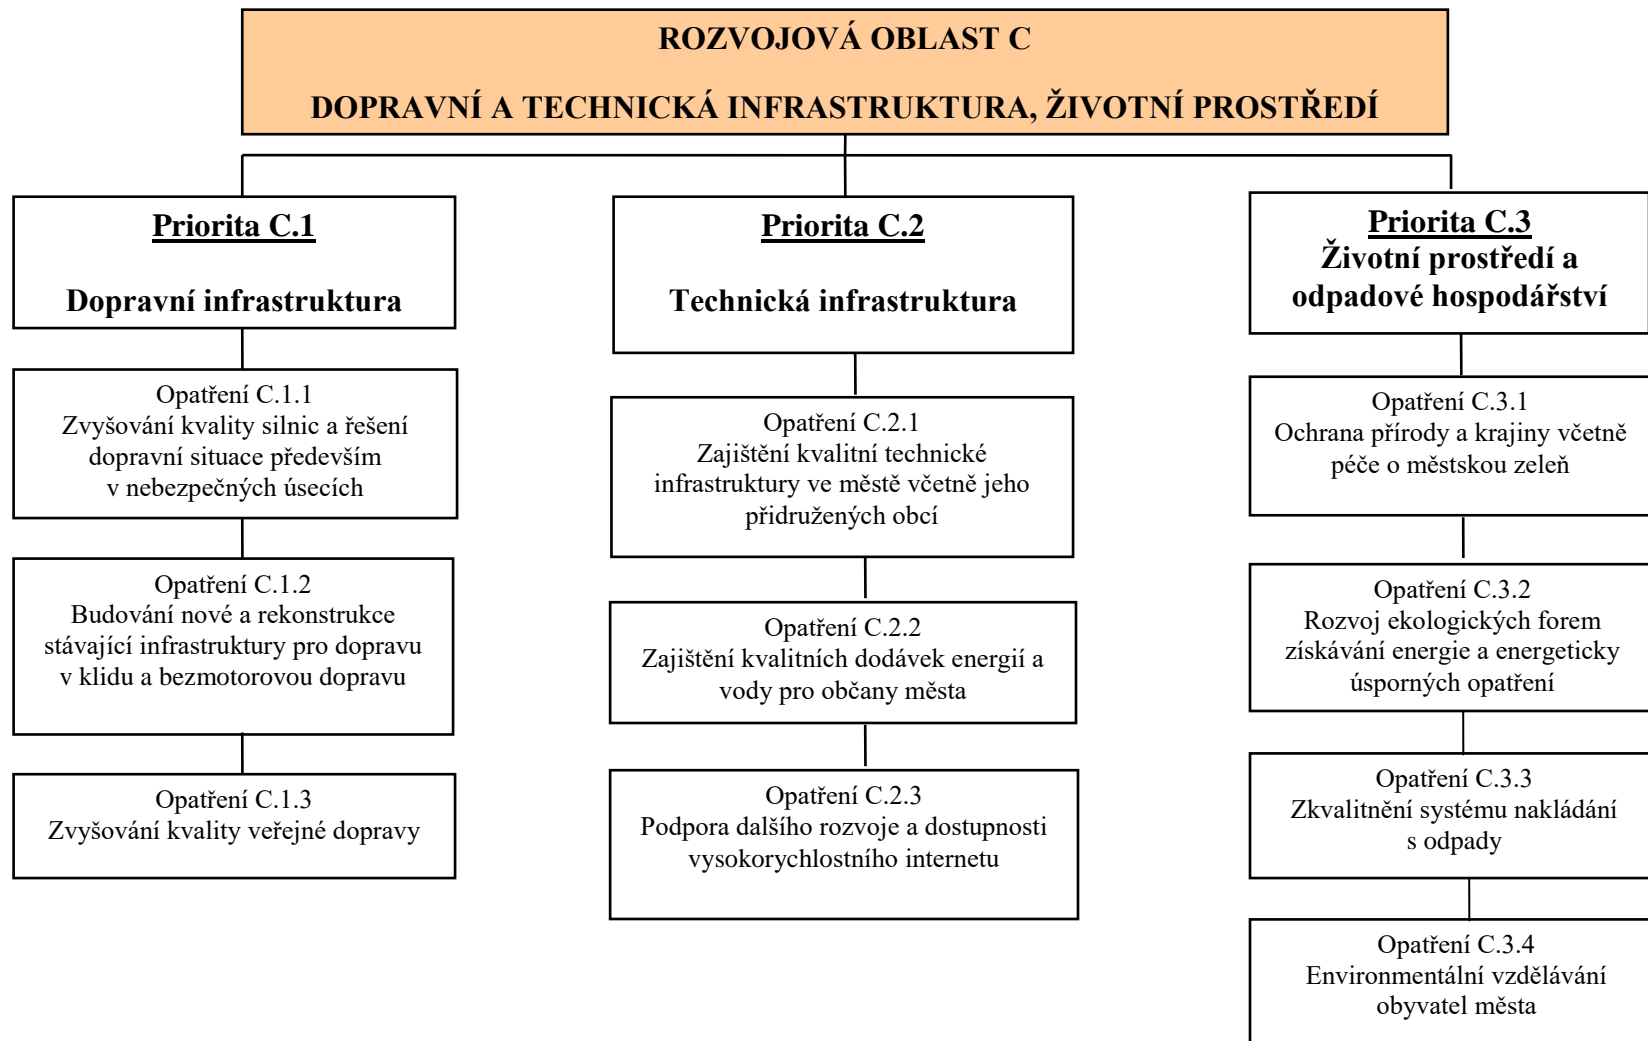 ROZVOJOVÁ OBLAST C
DOPRAVNÍ A TECHNICKÁ INFRASTRUKTURA, ŽIVOTNÍ PROSTŘEDÍ
Priorita C.1
Dopravní infrastruktura
Opatření C.1.1
Zvyšování kvality silnic a řešení
dopravní situace především
v nebezpečných úsecích
Opatření C.1.2
Budování nové a rekonstrukce
stávající infrastruktury pro dopravu
v klidu a bezmotorovou dopravu
Opatření C.1.3
Zvyšování kvality veřejné dopravy
Priorita C.2
Technická infrastruktura
Opatření C.2.1
Zajištění kvalitní technické
infrastruktury ve městě včetně jeho
přidružených obcí
Opatření C.2.2
Zajištění kvalitních dodávek energií a
vody pro občany města
Opatření C.2.3
Podpora dalšího rozvoje a dostupnosti
vysokorychlostního internetu
Priorita C.3
Životní prostředí a
odpadové hospodářství
Opatření C.3.1
Ochrana přírody a krajiny včetně
péče o městskou zeleň
Opatření C.3.2
Rozvoj ekologických forem
získávání energie a energeticky
úsporných opatření
Opatření C.3.3
Zkvalitnění systému nakládání
s odpady
Opatření C.3.4
Environmentální vzdělávání
obyvatel města